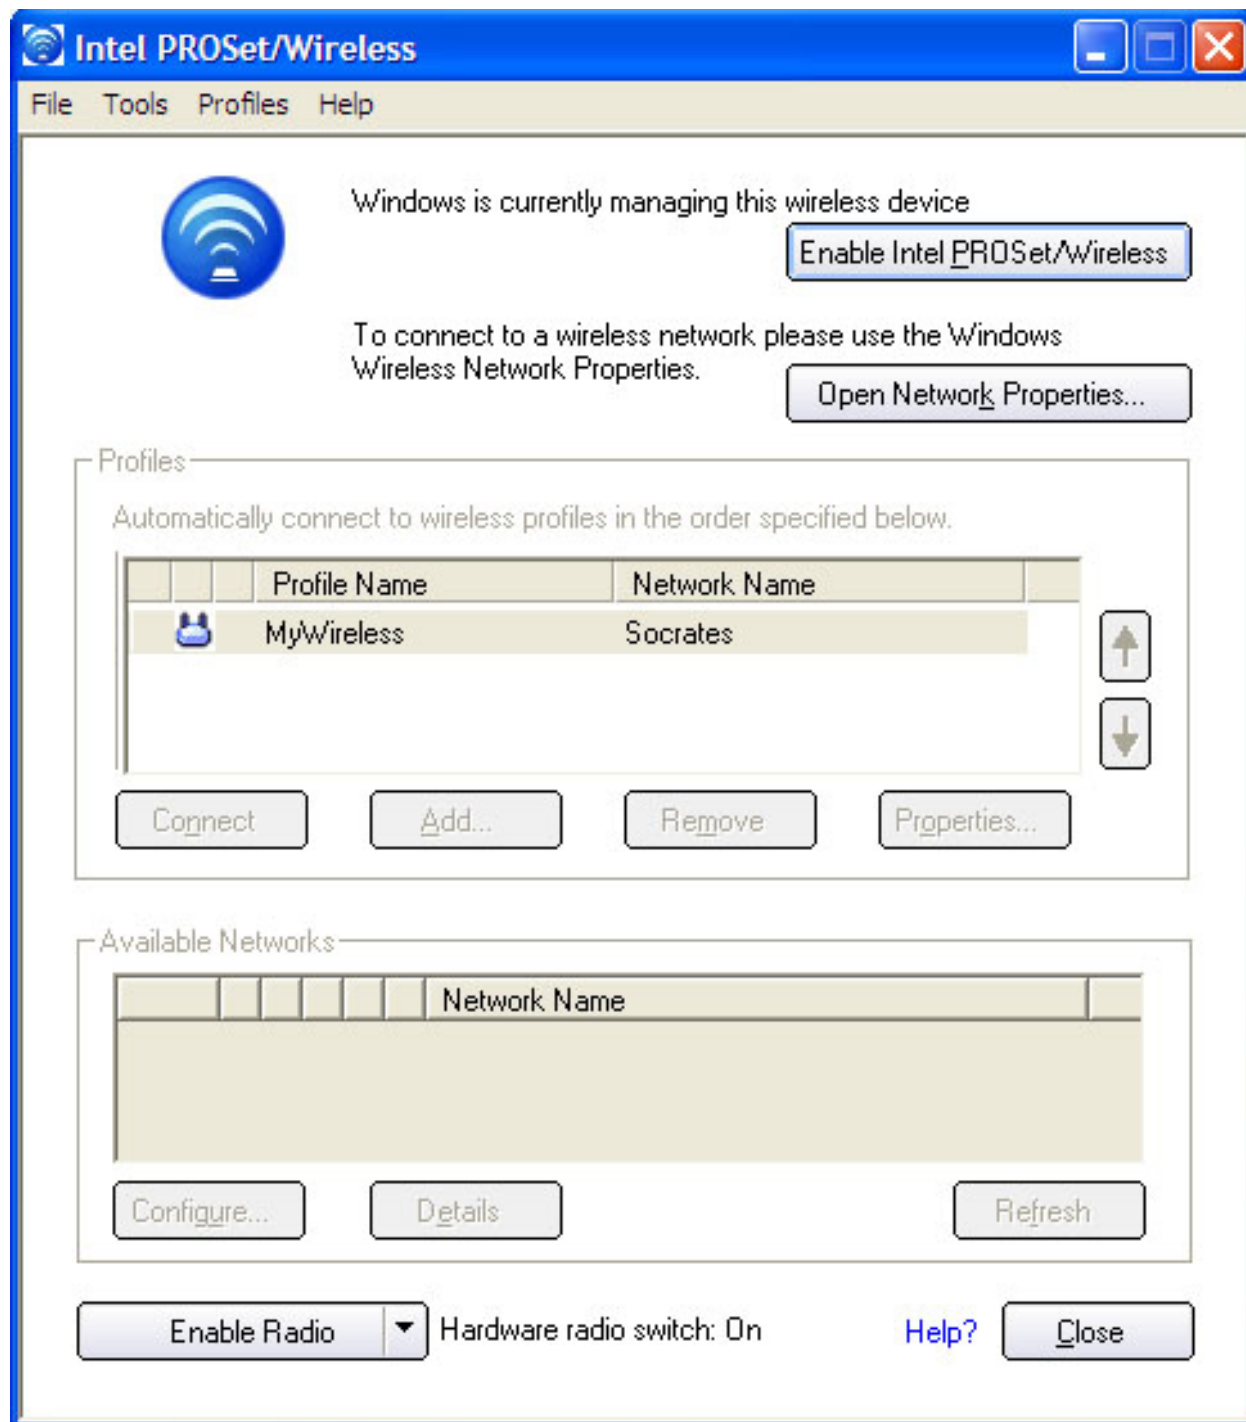 Intel PROSet/Wireless
File Tools Profiles Help
Windows is currently managing this wireless device
Enable Intel PROSet/Wireless
To connect to a wireless network please use the Windows
Wireless Network Properties.
Open Network Properties...
Profiles
Automatically connect to wireless profiles in the order specified below.
Profile Name Network Name
MyWireless Socrates
Connect Add... Remove Properties...
Available Networks
Network Name
Configure... Details Refresh
Enable Radio Hardware radio switch: On Help? Close